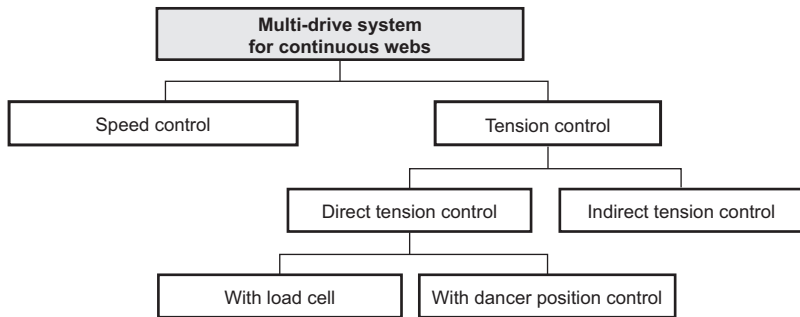 Multi-drive system
for continuous webs
Speed control
Tension control
Direct tension control
Indirect tension control
With load cell
With dancer position control